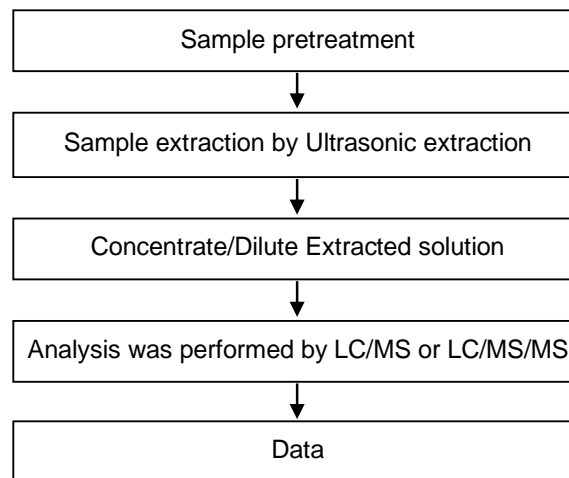 Sample pretreatment
Sample extraction by Ultrasonic extraction
Concentrate/Dilute Extracted solution
Analysis was performed by LC/MS or LC/MS/MS
Data